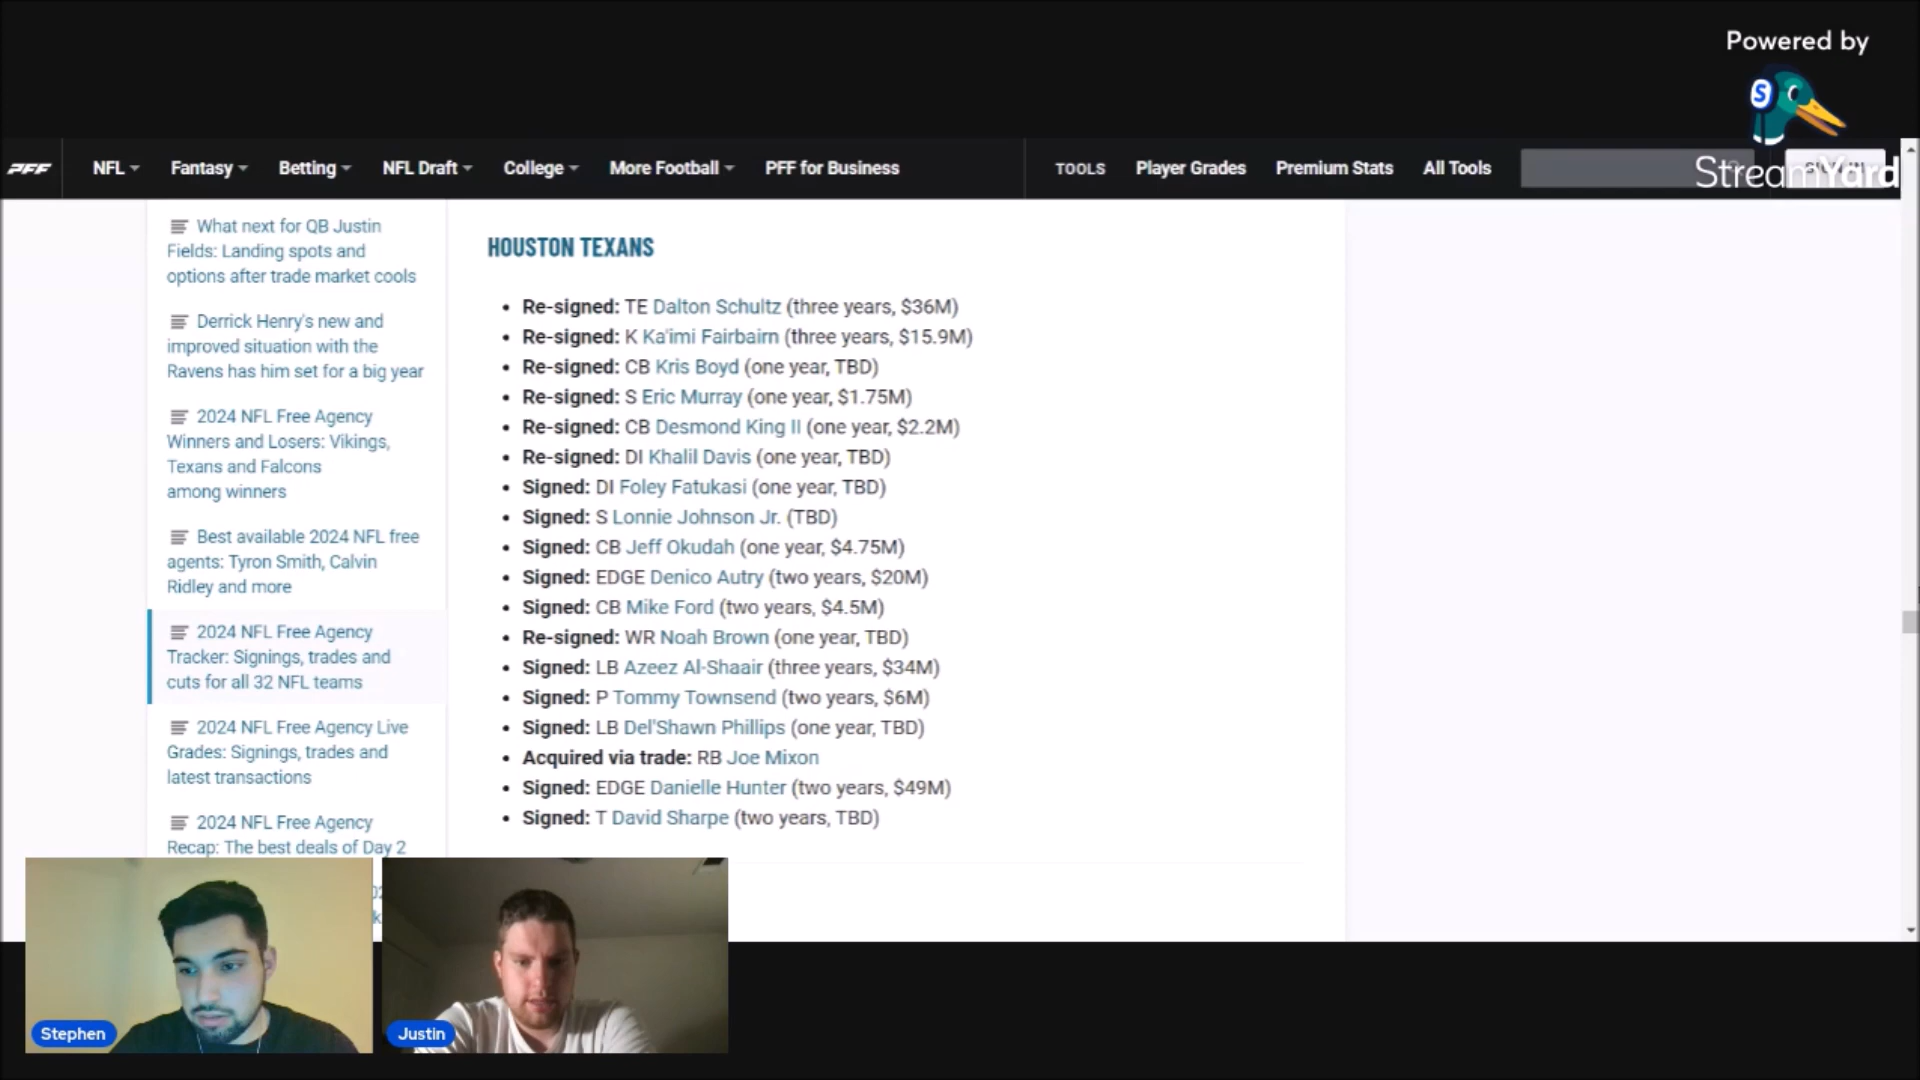 Powered by
S
StreamYard
PFF
NFL
Fantasy
Betting
NFL Draft
College
More Football
PFF for Business
TOOLS
Player Grades
Premium Stats
All Tools
What next for QB Justin
Fields: Landing spots and
options after trade market cools
Derrick Henry's new and
improved situation with the
Ravens has him set for a big year
2024 NFL Free Agency
Winners and Losers: Vikings,
Texans and Falcons
among winners
Best available 2024 NFL free
agents: Tyron Smith, Calvin
Ridley and more
2024 NFL Free Agency
Tracker: Signings, trades and
cuts for all 32 NFL teams
2024 NFL Free Agency Live
Grades: Signings, trades and
latest transactions
2024 NFL Free Agency
Recap: The best deals of Day 2
HOUSTON TEXANS
• Re-signed: TE Dalton Schultz (three years, $36M)
• Re-signed: K Ka'imi Fairbairn (three years, $15.9M)
• Re-signed: CB Kris Boyd (one year, TBD)
• Re-signed: S Eric Murray (one year, $1.75M)
• Re-signed: CB Desmond King II (one year, $2.2M)
• Re-signed: DI Khalil Davis (one year, TBD)
• Signed: DI Foley Fatukasi (one year, TBD)
• Signed: S Lonnie Johnson Jr. (TBD)
• Signed: CB Jeff Okudah (one year, $4.75M)
• Signed: EDGE Denico Autry (two years, $20M)
• Signed: CB Mike Ford (two years, $4.5M)
• Re-signed: WR Noah Brown (one year, TBD)
• Signed: LB Azeez Al-Shaair (three years, $34M)
• Signed: P Tommy Townsend (two years, $6M)
• Signed: LB Del'Shawn Phillips (one year, TBD)
• Acquired via trade: RB Joe Mixon
• Signed: EDGE Danielle Hunter (two years, $49M)
• Signed: T David Sharpe (two years, TBD)
Stephen
Justin